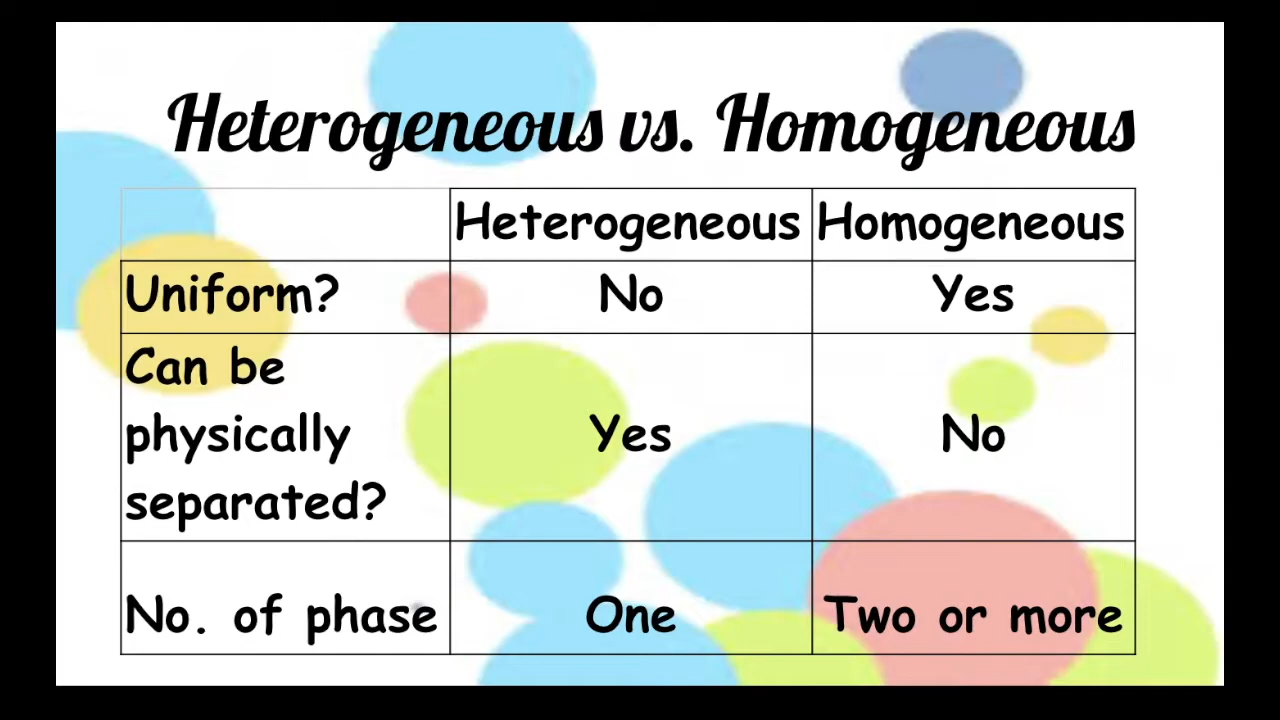 Heterogeneous vs. Homogeneous
Heterogeneous Homogeneous
Uniform? No Yes
Can be
physically Yes No
separated?
No. of phase One Two or more